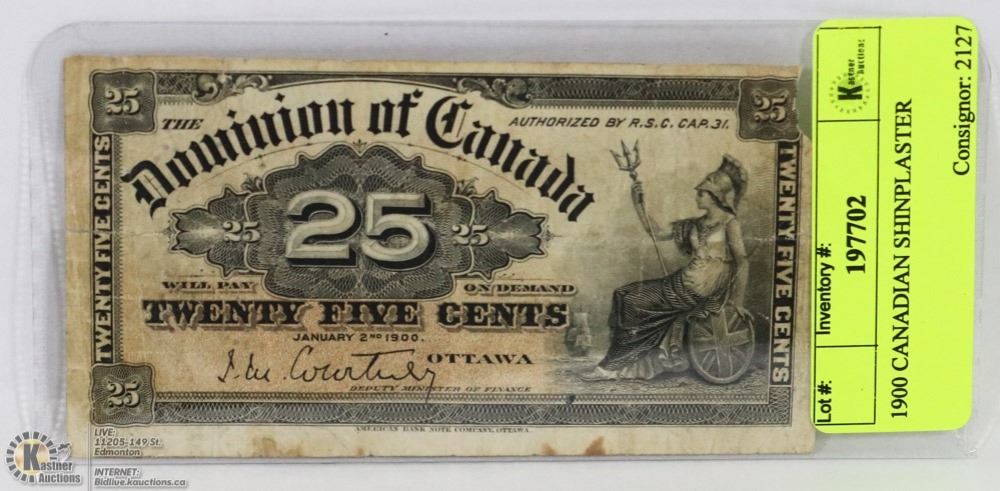 25
25
THE Dominion of Canada
AUTHORIZED BY R.S.C. CAP. 31.
TWENTY FIVE CENTS
25 25 25
TWENTY FIVE CENTS
WILL PAY ON DEMAND
TWENTY FIVE CENTS
JANUARY 2ND 1900.
OTTAWA
J. M. Courtney
DEPUTY MINISTER OF FINANCE
25
AMERICAN BANK NOTE COMPANY, OTTAWA.
Lot #:
Inventory #:
197702
Kastner Auctions
1900 CANADIAN SHINPLASTER
Consignor: 2127
Kastner Auctions
LIVE:
11205-149 St.
Edmonton
INTERNET:
Bidlive.kauctions.ca